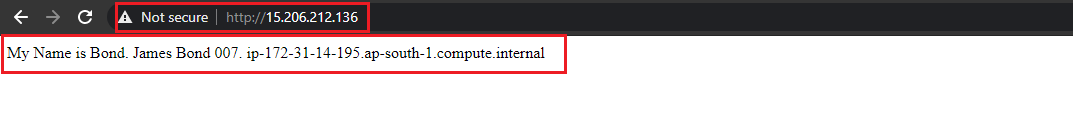 Not secure http://15.206.212.136
My Name is Bond. James Bond 007. ip-172-31-14-195.ap-south-1.compute.internal